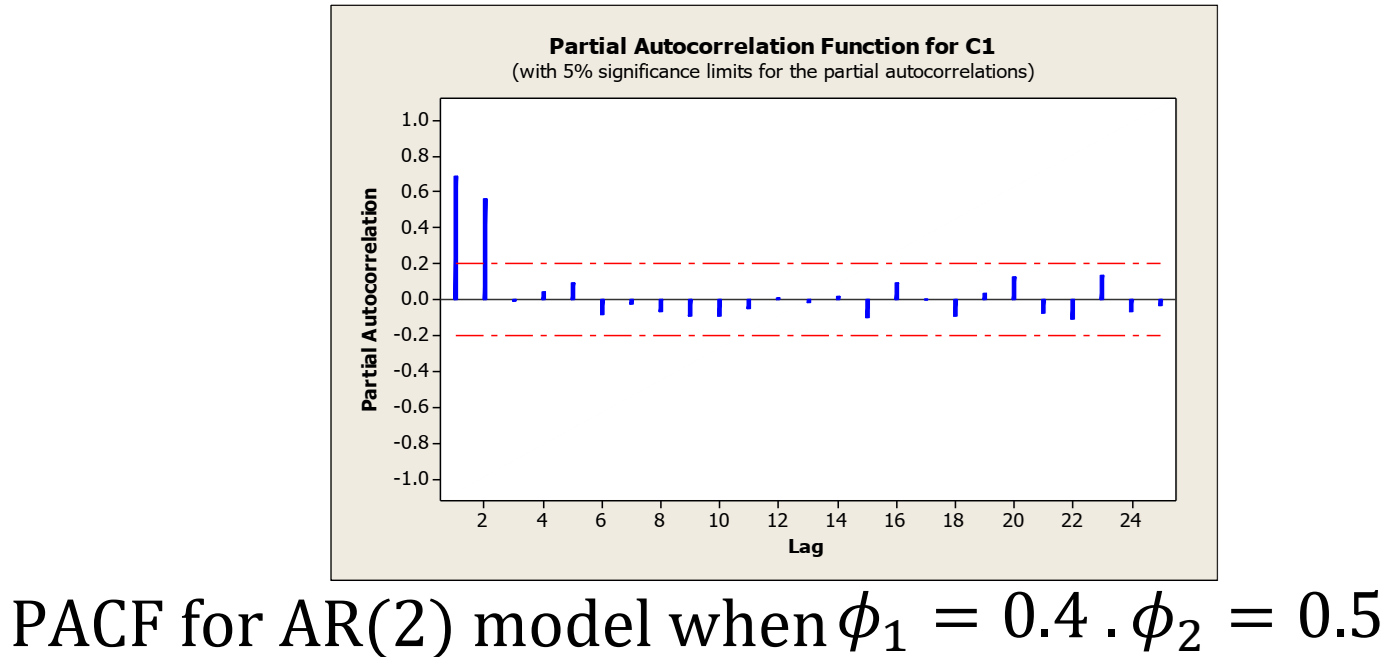 Partial Autocorrelation Function for C1
(with 5% significance limits for the partial autocorrelations)
1.0
0.8
0.6
0.4
0.2
0.0
-0.2
-0.4
-0.6
-0.8
-1.0
Partial Autocorrelation
2 4 6 8 10 12 14 16 18 20 22 24
Lag
PACF for AR(2) model when ϕ₁ = 0.4 . ϕ₂ = 0.5